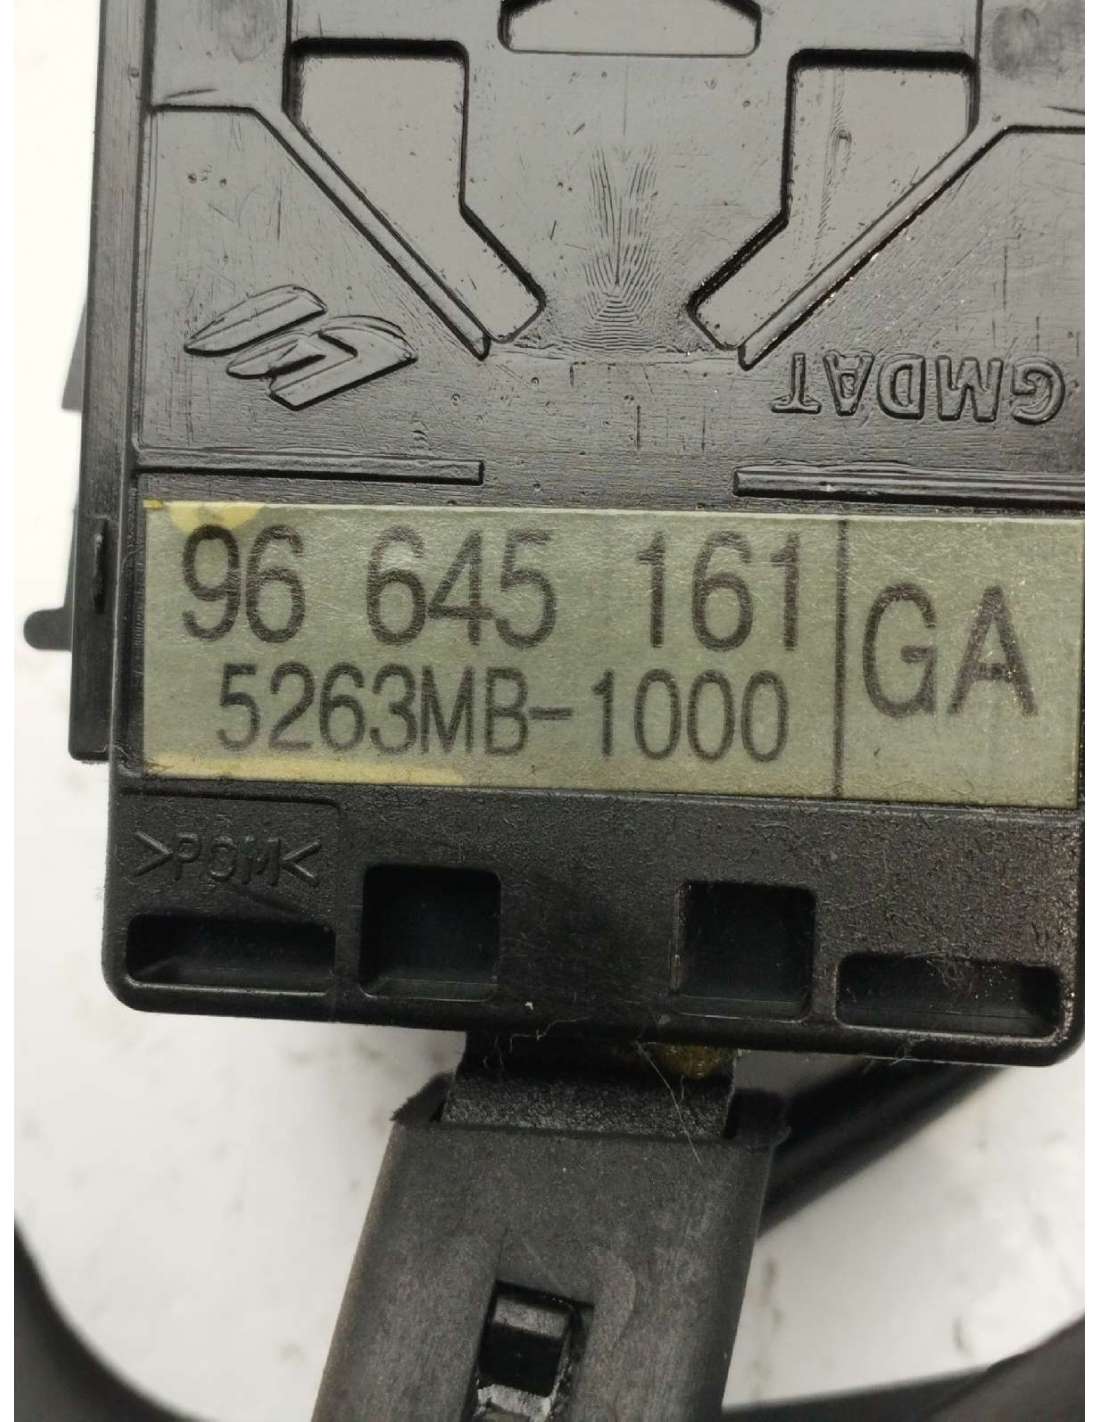 GMDAT
96 645 161
GA
5263MB-1000
>POM<